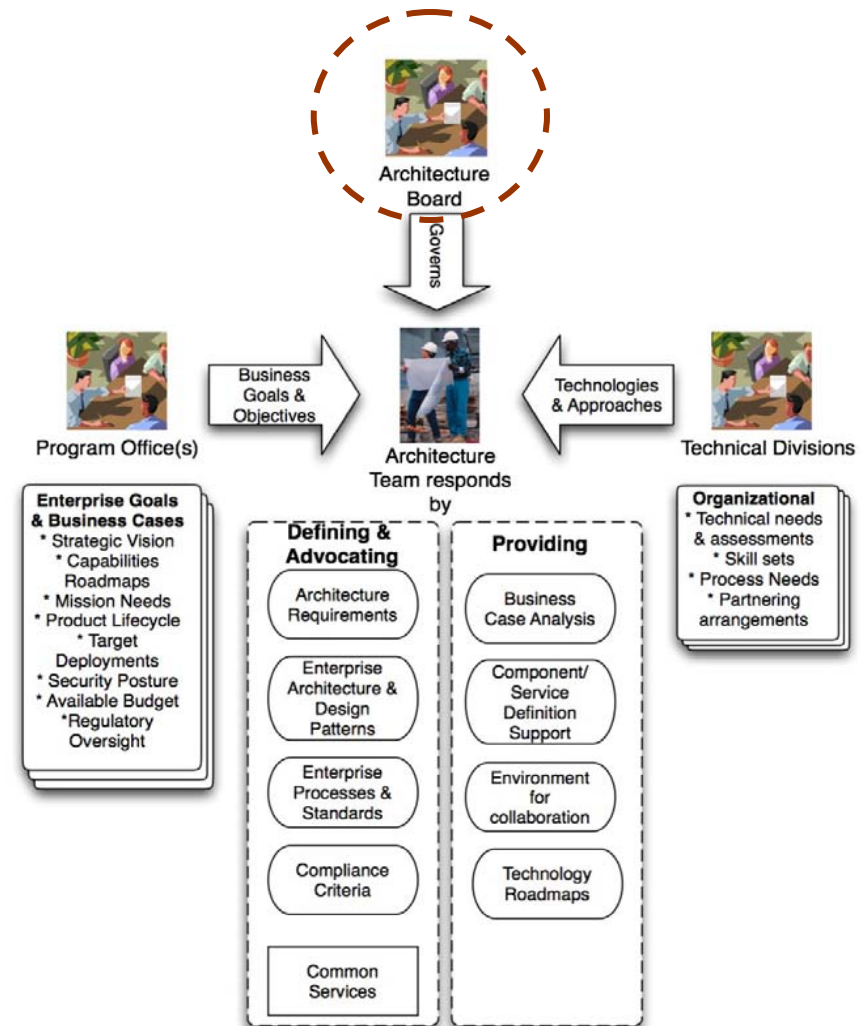 Architecture
Board
Governs
Business
Goals &
Objectives
Technologies
& Approaches
Program Office(s)
Architecture
Team responds
by
Technical Divisions
Enterprise Goals
& Business Cases
* Strategic Vision
* Capabilities
Roadmaps
* Mission Needs
* Product Lifecycle
* Target
Deployments
* Security Posture
* Available Budget
*Regulatory
Oversight
Defining &
Advocating
Architecture
Requirements
Enterprise
Architecture &
Design
Patterns
Enterprise
Processes &
Standards
Compliance
Criteria
Common
Services
Providing
Business
Case Analysis
Component/
Service
Definition
Support
Environment
for
collaboration
Technology
Roadmaps
Organizational
* Technical needs
& assessments
* Skill sets
* Process Needs
* Partnering
arrangements